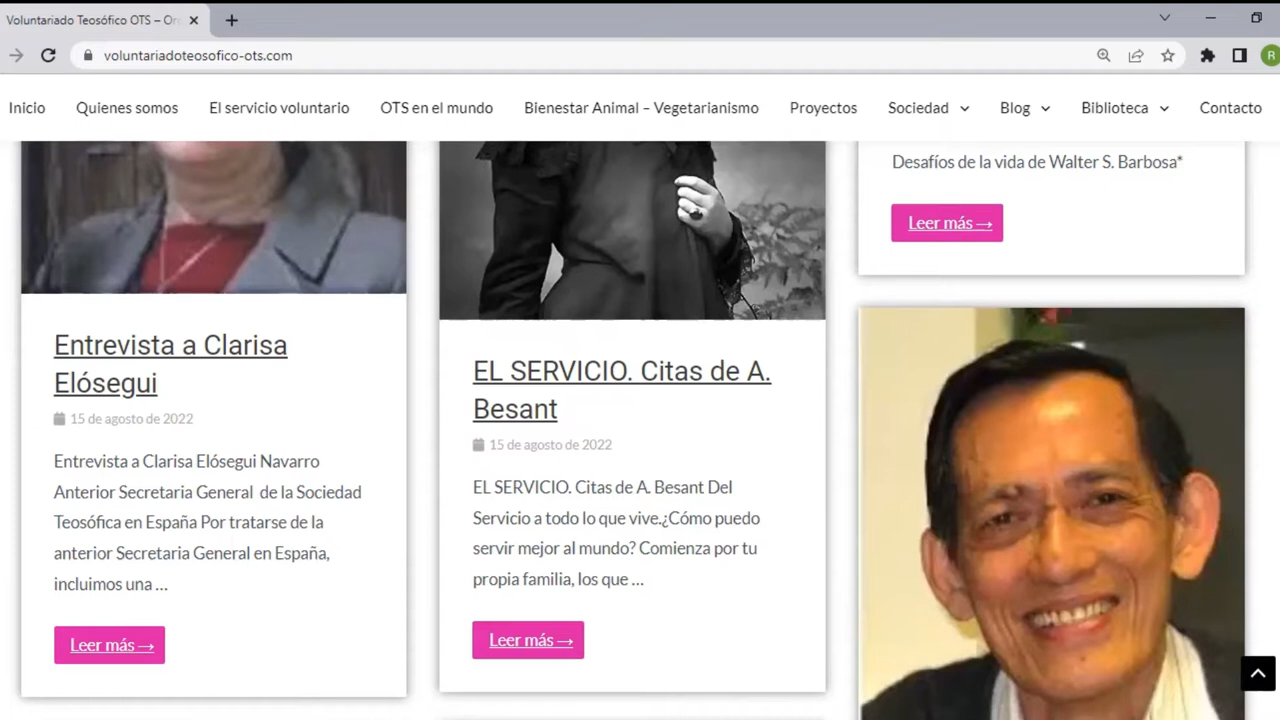 Voluntariado Teosófico OTS – Or
voluntariadoteosofico-ots.com
R
Inicio Quienes somos El servicio voluntario OTS en el mundo Bienestar Animal – Vegetarianismo Proyectos Sociedad Blog Biblioteca Contacto
Entrevista a Clarisa
Elósegui
15 de agosto de 2022
Entrevista a Clarisa Elósegui Navarro
Anterior Secretaria General de la Sociedad
Teosófica en España Por tratarse de la
anterior Secretaria General en España,
incluimos una ...
Leer más →
EL SERVICIO. Citas de A.
Besant
15 de agosto de 2022
EL SERVICIO. Citas de A. Besant Del
Servicio a todo lo que vive.¿Cómo puedo
servir mejor al mundo? Comienza por tu
propia familia, los que ...
Leer más →
Desafíos de la vida de Walter S. Barbosa*
Leer más →